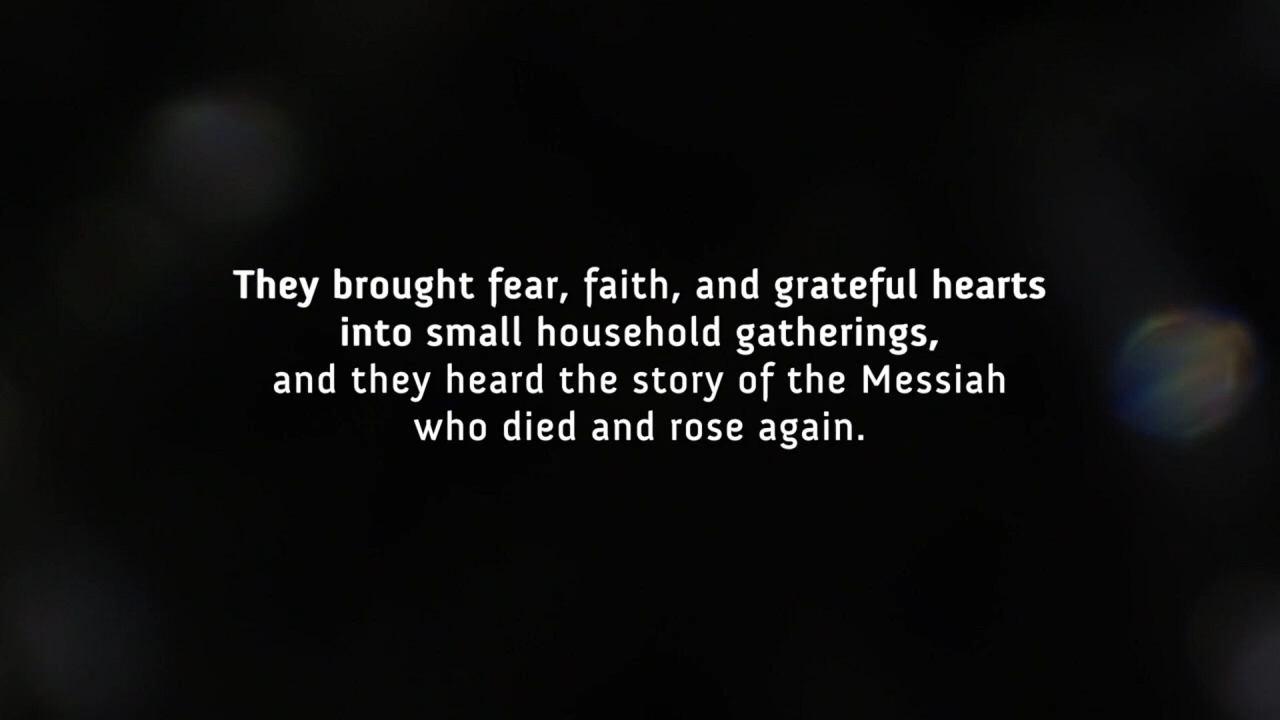 They brought fear, faith, and grateful hearts
into small household gatherings,
and they heard the story of the Messiah
who died and rose again.